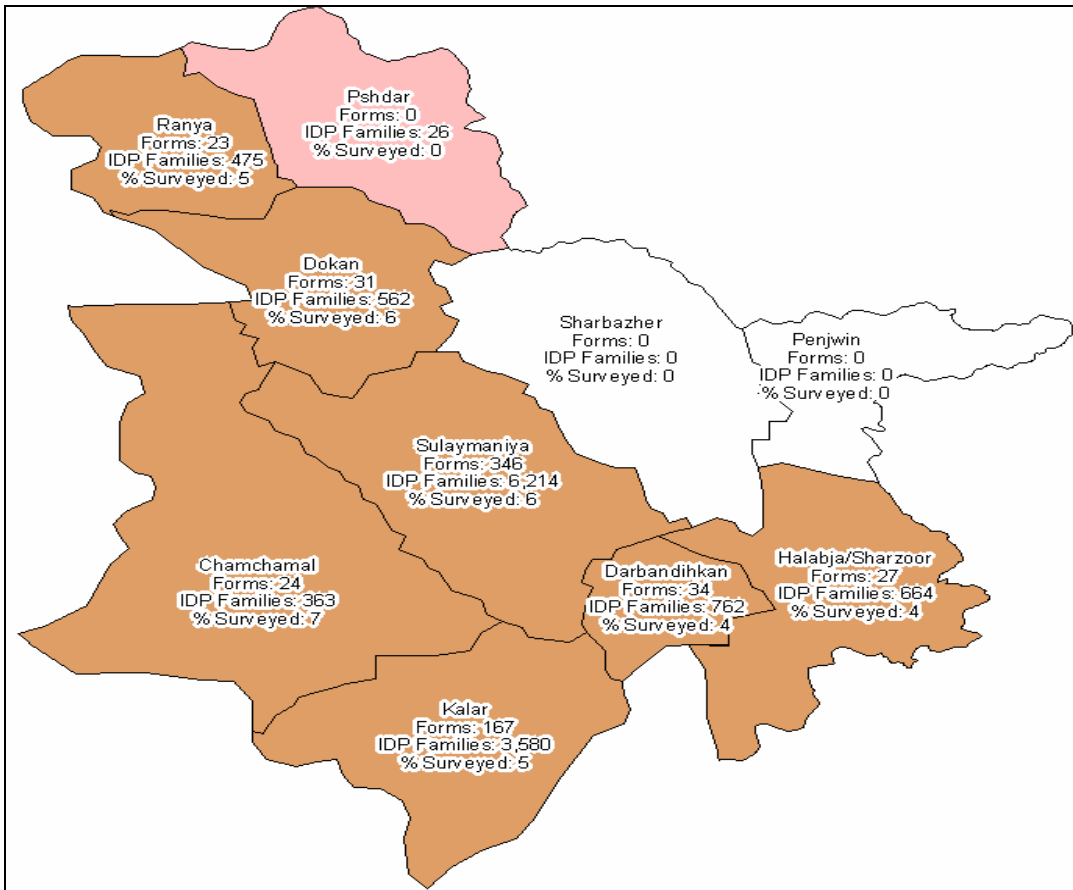 Pshdar
Forms: 0
IDP Families: 26
% Surveyed: 0
Ranya
Forms: 23
IDP Families: 475
% Surveyed: 5
Dokan
Forms: 31
IDP Families: 562
% Surveyed: 6
Sharbazher
Forms: 0
IDP Families: 0
% Surveyed: 0
Penjwin
Forms: 0
IDP Families: 0
% Surveyed: 0
Sulaymaniya
Forms: 346
IDP Families: 6,214
% Surveyed: 6
Chamchamal
Forms: 24
IDP Families: 363
% Surveyed: 7
Darbandihkan
Forms: 34
IDP Families: 762
% Surveyed: 4
Halabja/Sharzoor
Forms: 27
IDP Families: 664
% Surveyed: 4
Kalar
Forms: 167
IDP Families: 3,580
% Surveyed: 5